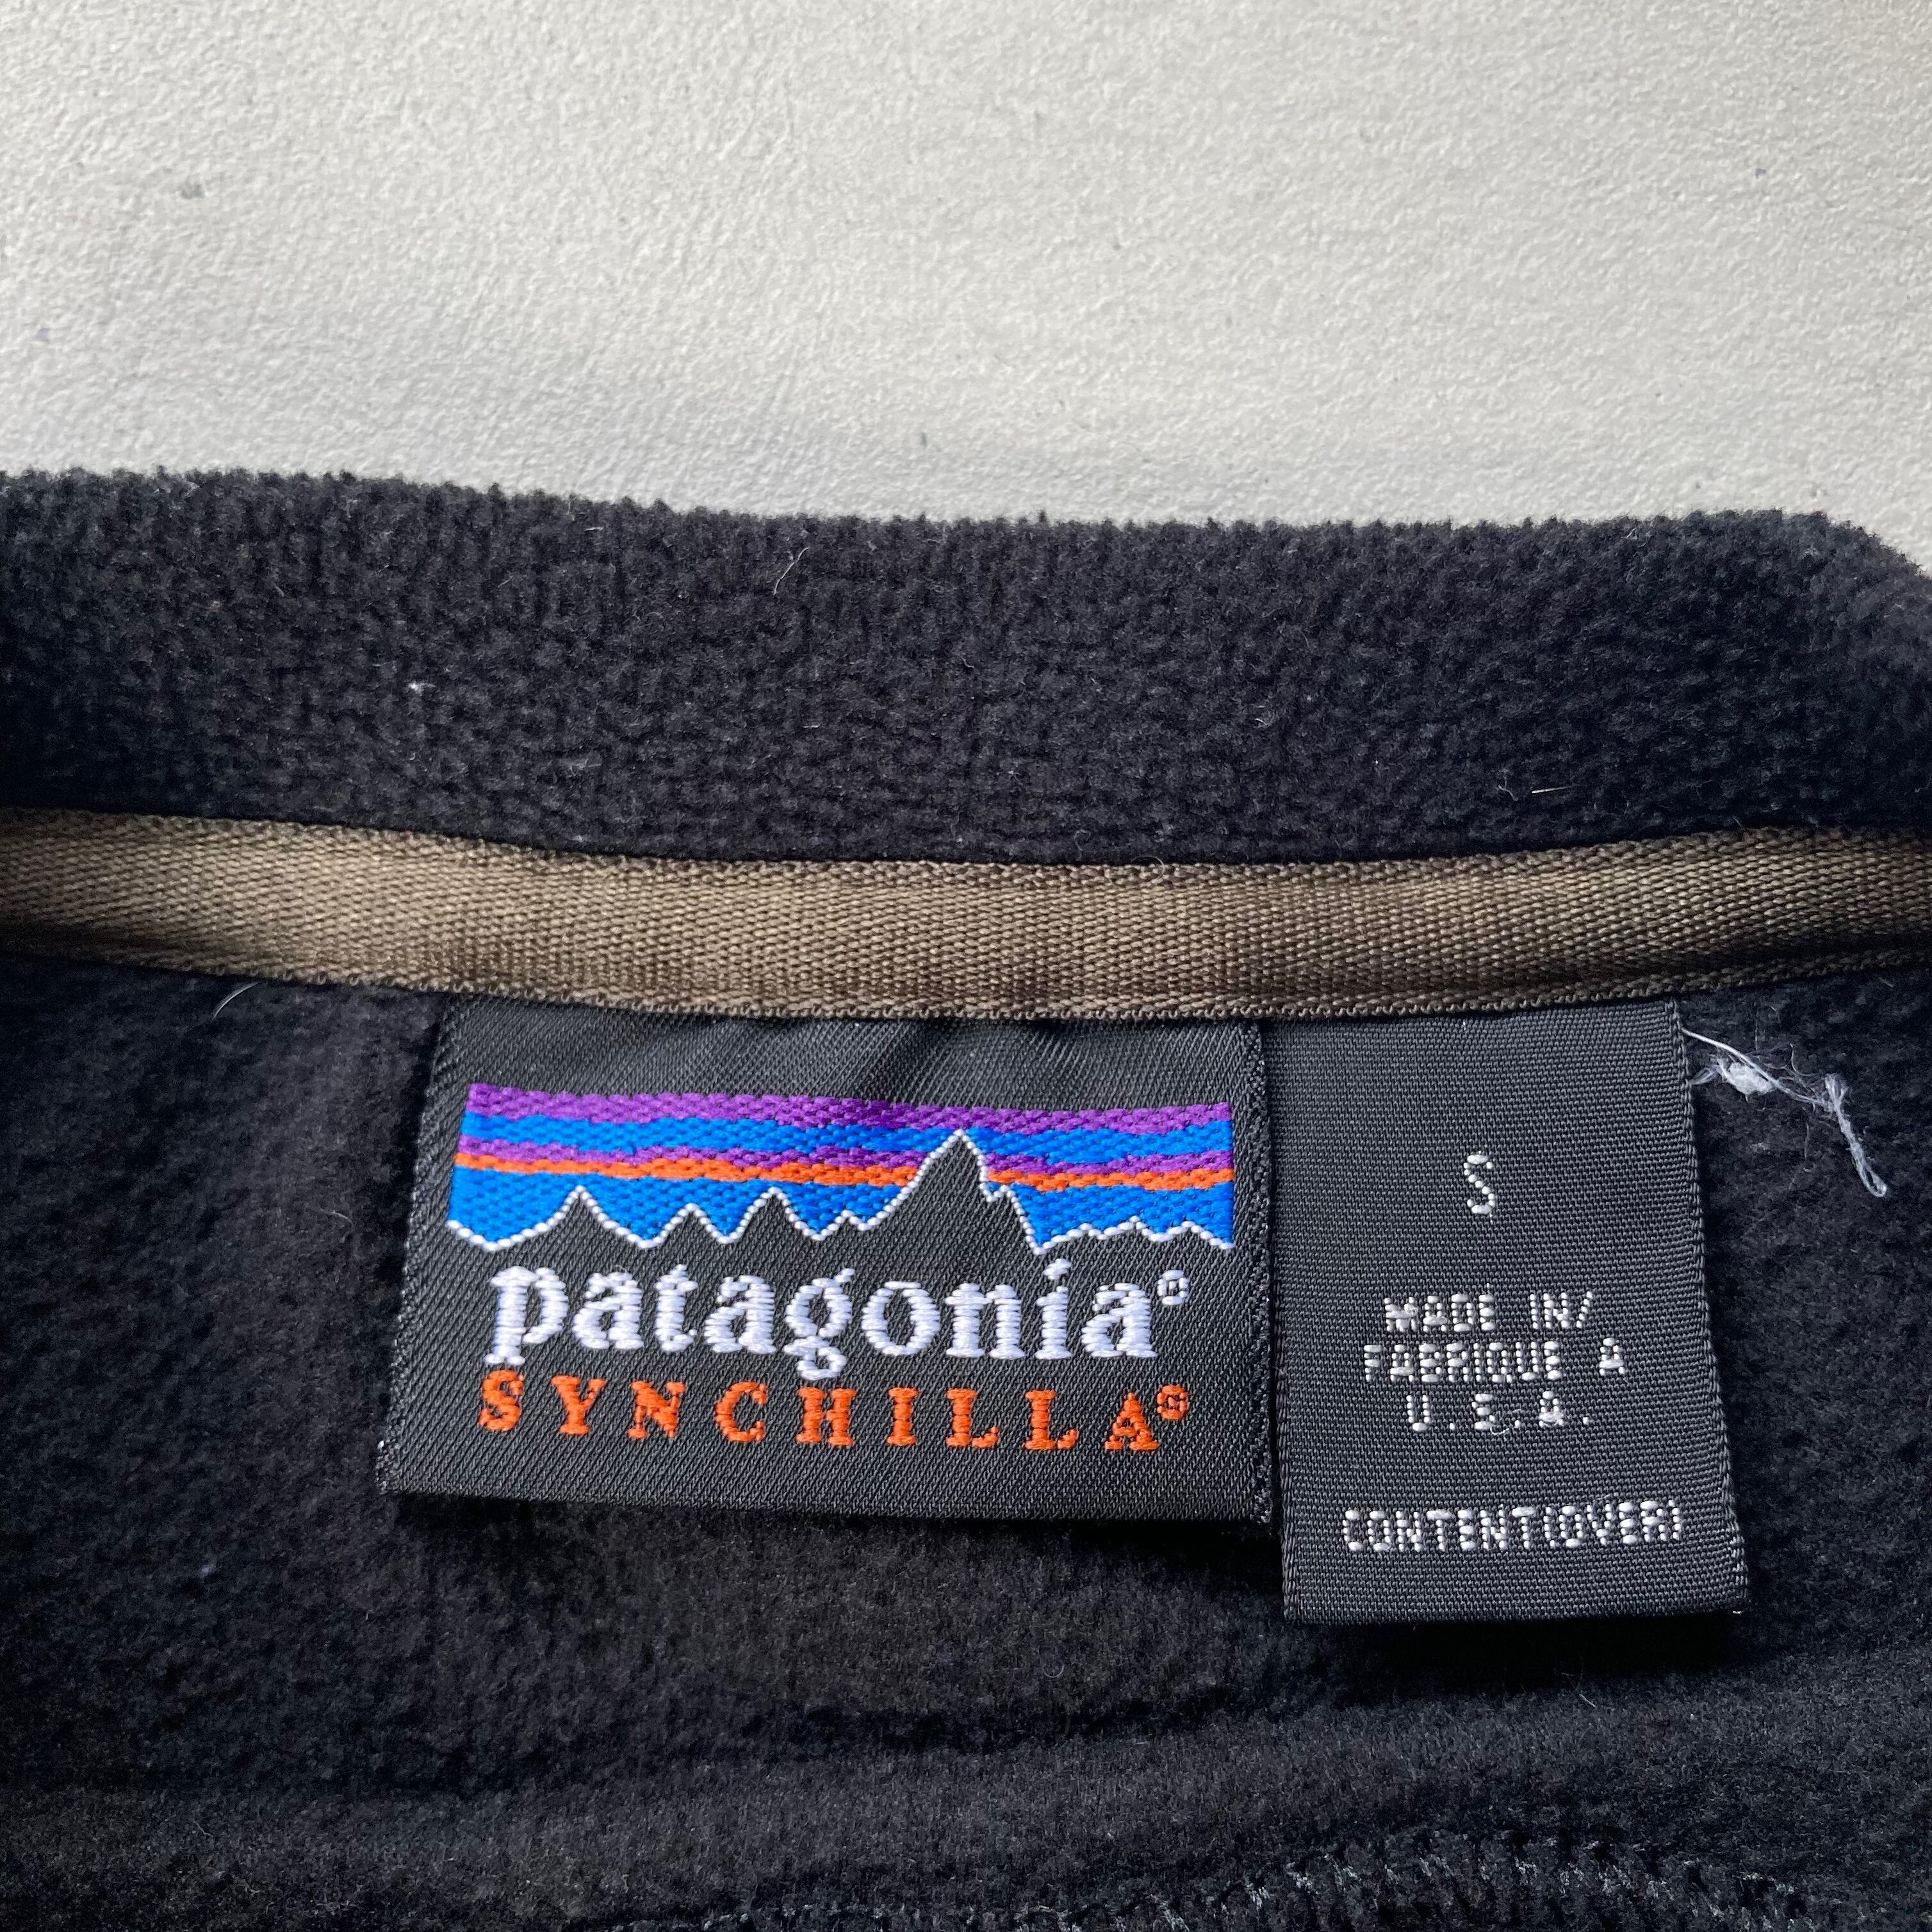 patagonia®
SYNCHILLA®
S
MADE IN/
FABRIQUE A
U.S.A.
CONTENT(OVER)